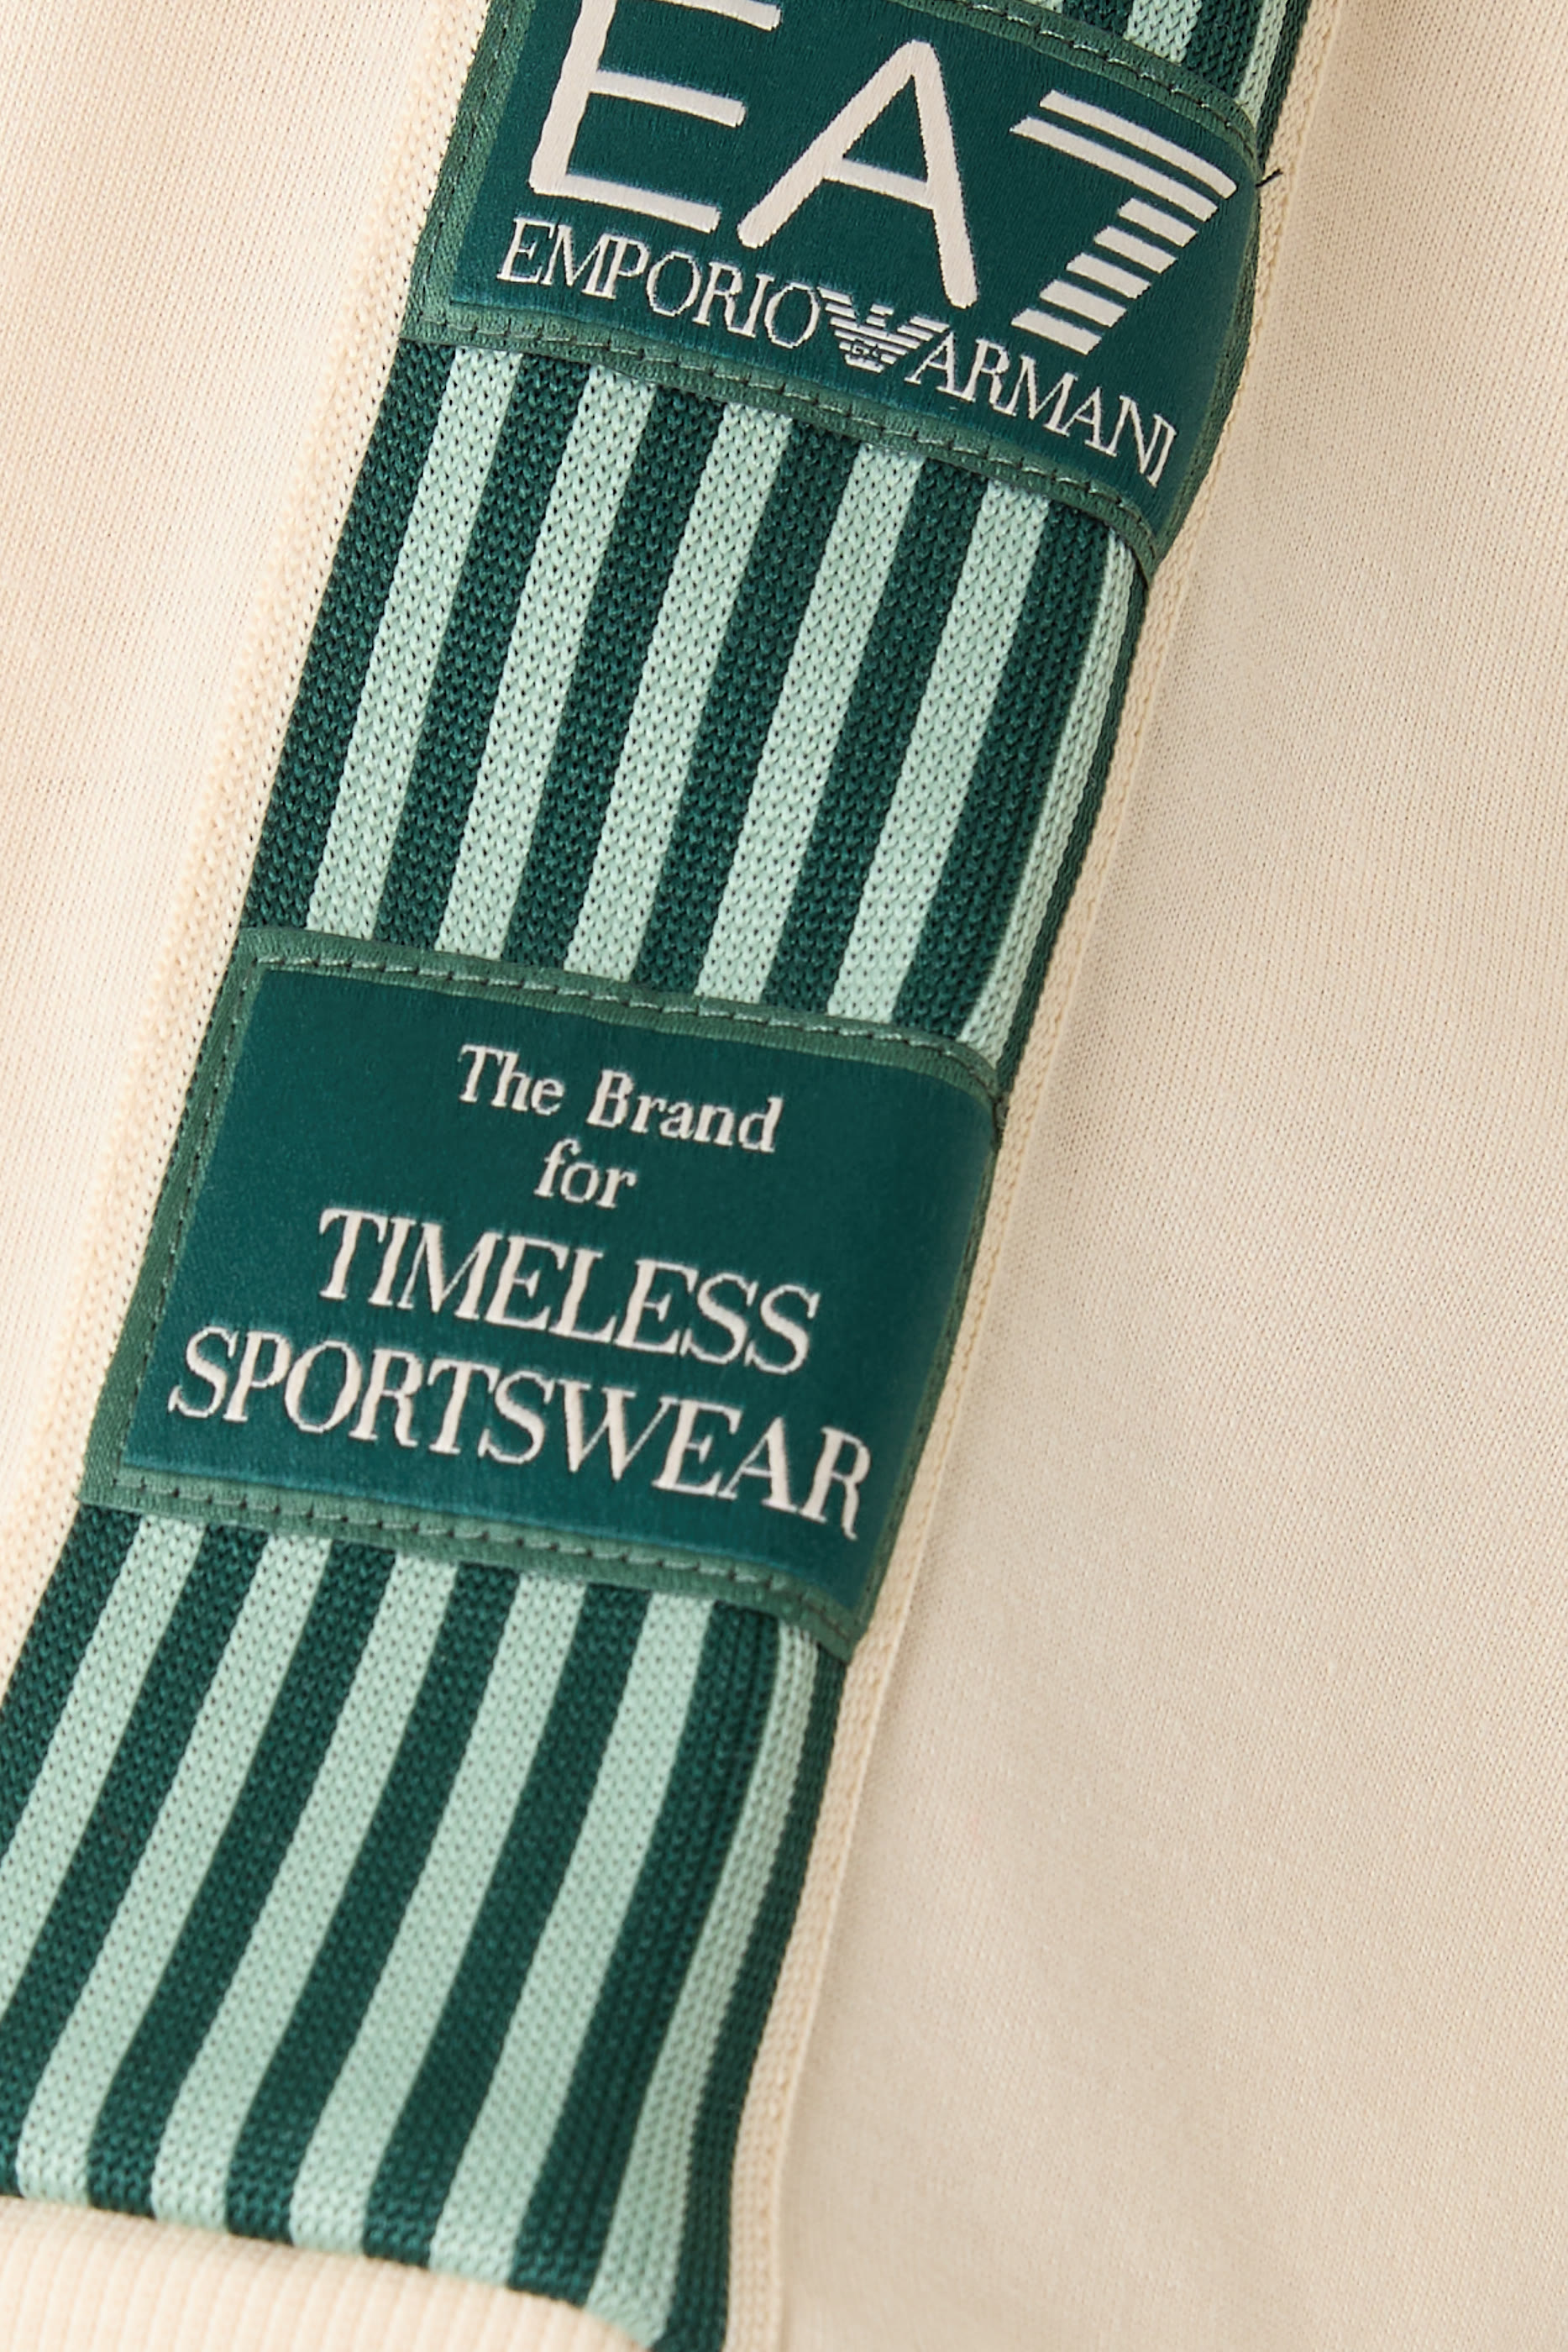 EA7
EMPORIO ARMANI
The Brand
for
TIMELESS
SPORTSWEAR